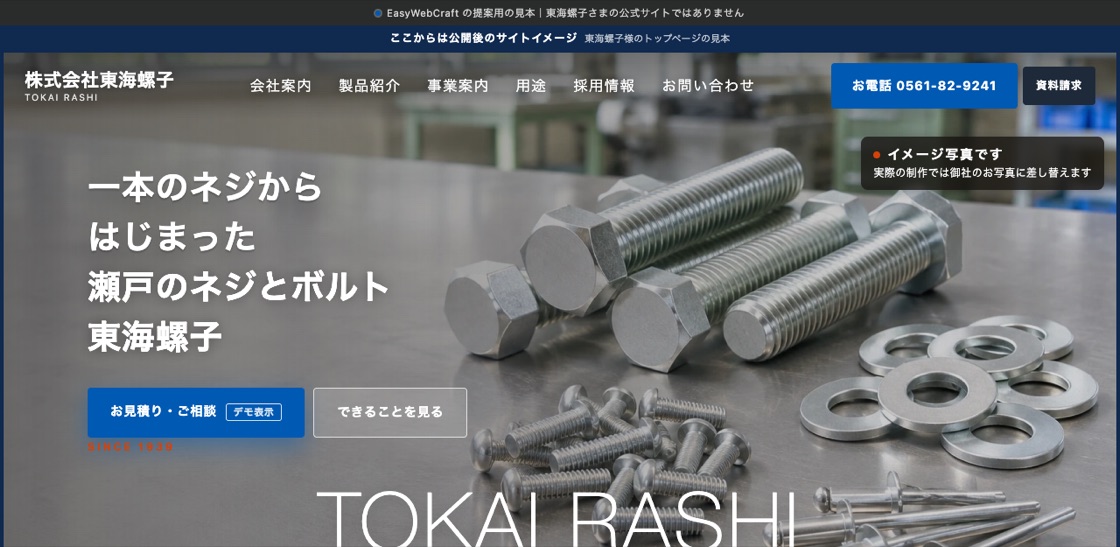 EasyWebCraft の提案用の見本｜東海螺子さまの公式サイトではありません
ここからは公開後のサイトイメージ 東海螺子様のトップページの見本
株式会社東海螺子
TOKAI RASHI
会社案内 製品紹介 事業案内 用途 採用情報 お問い合わせ
お電話 0561-82-9241
資料請求
イメージ写真です
実際の制作では御社のお写真に差し替えます
一本のネジから
はじまった
瀬戸のネジとボルト
東海螺子
お見積り・ご相談 デモ表示
できることを見る
TOKAI RASHI